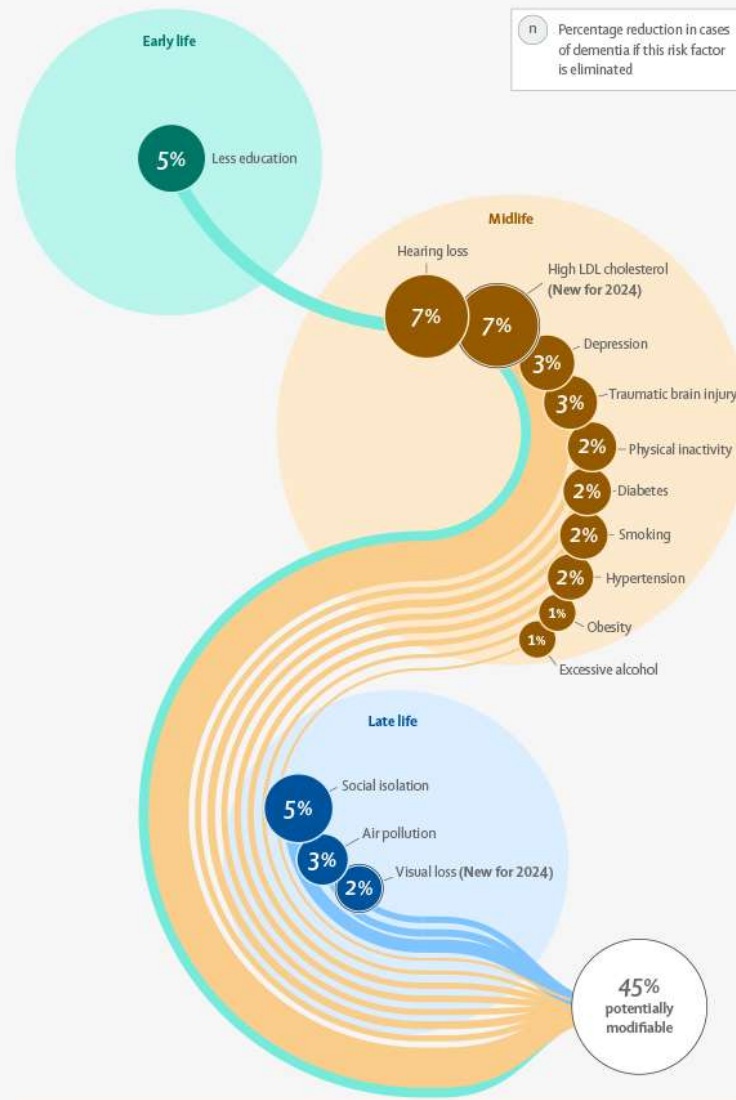 Early life
n
Percentage reduction in cases
of dementia if this risk factor
is eliminated
5%
Less education
Midlife
Hearing loss
7%
High LDL cholesterol
(New for 2024)
7%
Depression
3%
Traumatic brain injury
3%
Physical inactivity
2%
Diabetes
2%
Smoking
2%
Hypertension
2%
Obesity
1%
Excessive alcohol
1%
Late life
Social isolation
5%
Air pollution
3%
Visual loss (New for 2024)
2%
45%
potentially
modifiable